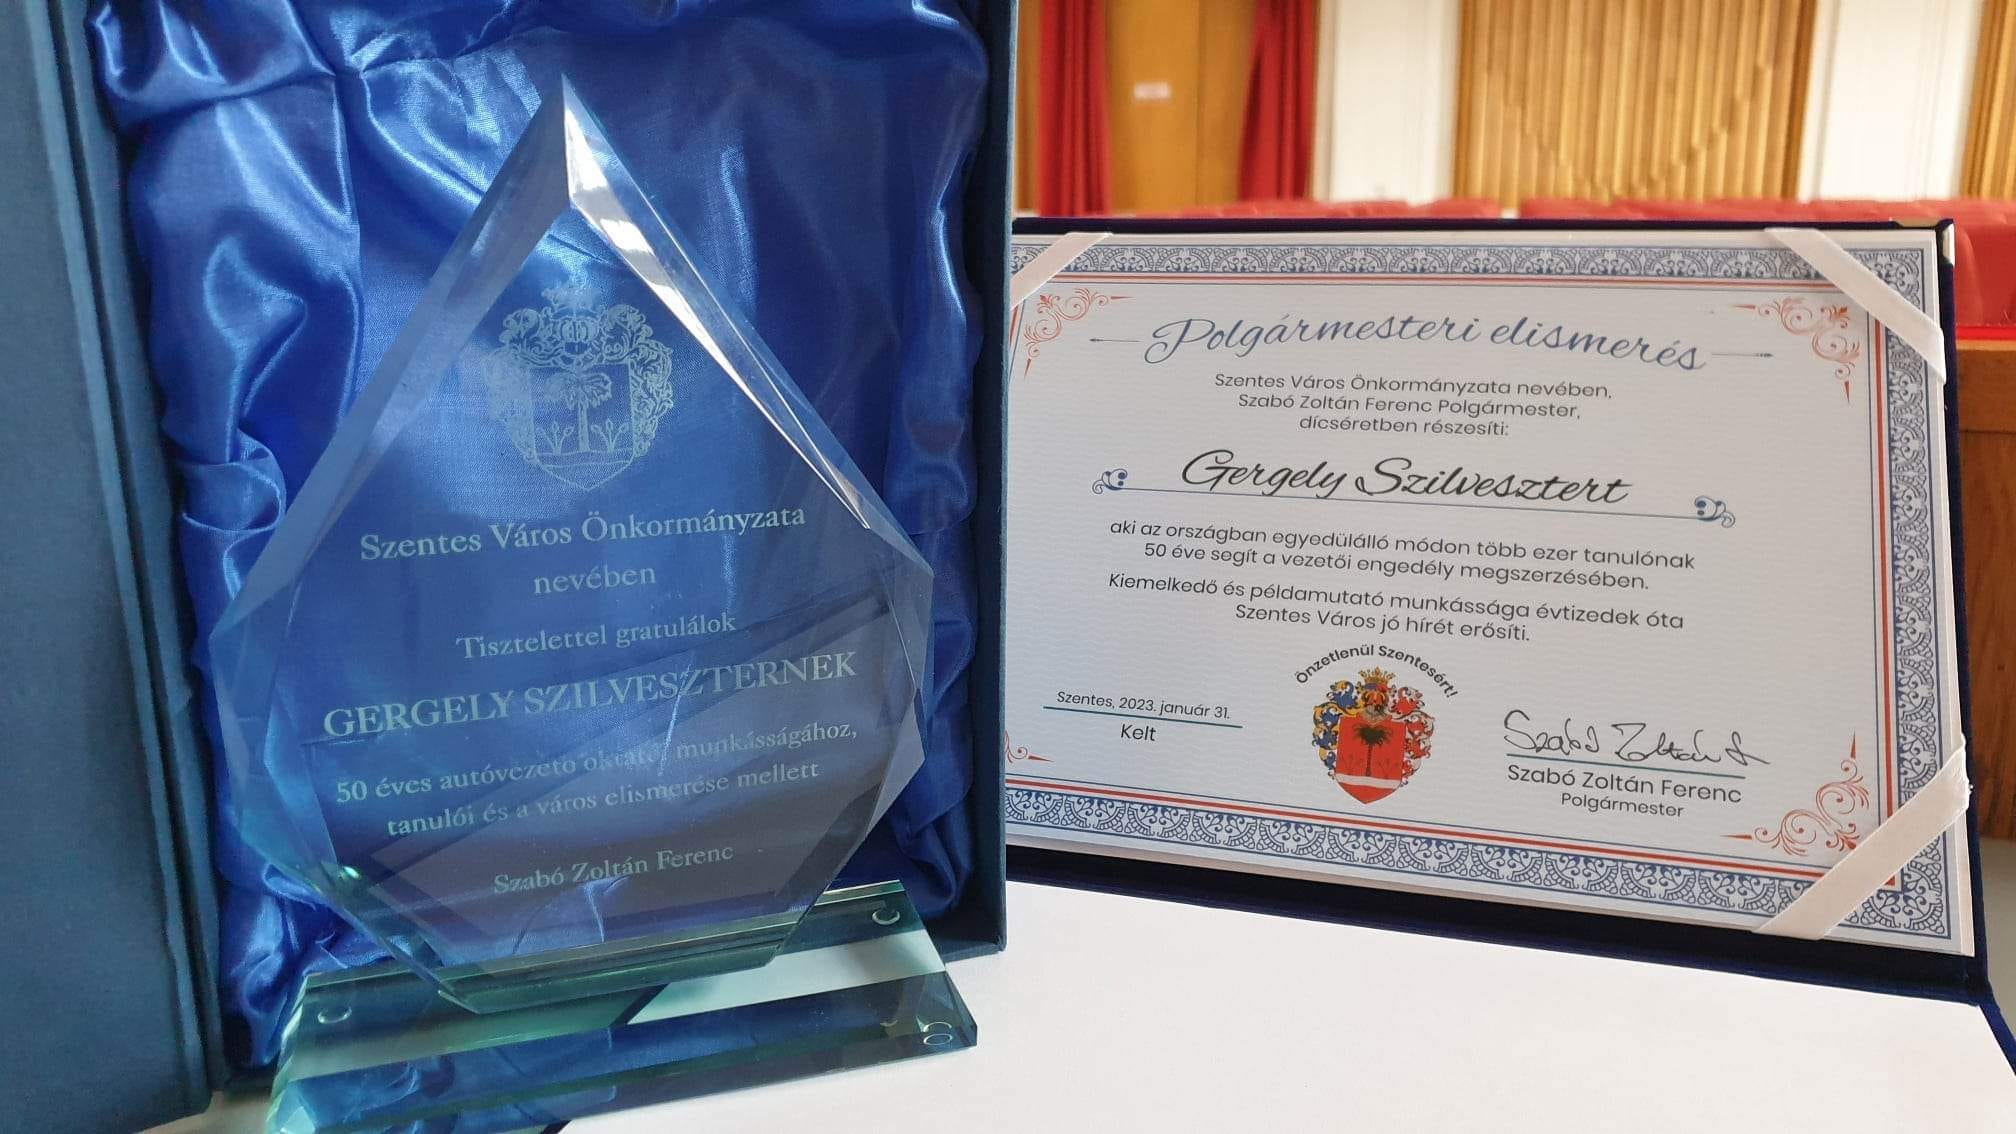 Szentes Város Önkormányzata
nevében
Tisztelettel gratulálok
GERGELY SZILVESZTERNEK
50 éves autóvezető oktatói munkásságához,
tanulói és a város elismerése mellett
Szabó Zoltán Ferenc
Polgármesteri elismerés
Szentes Város Önkormányzata nevében,
Szabó Zoltán Ferenc Polgármester,
dícséretben részesíti:
Gergely Szilvesztert
aki az országban egyedülálló módon több ezer tanulónak
50 éve segít a vezetői engedély megszerzésében.
Kiemelkedő és példamutató munkássága évtizedek óta
Szentes Város jó hírét erősíti.
Önzetlenül Szentesért!
Szentes, 2023. január 31.
Kelt
Szabó Zoltán F
Szabó Zoltán Ferenc
Polgármester